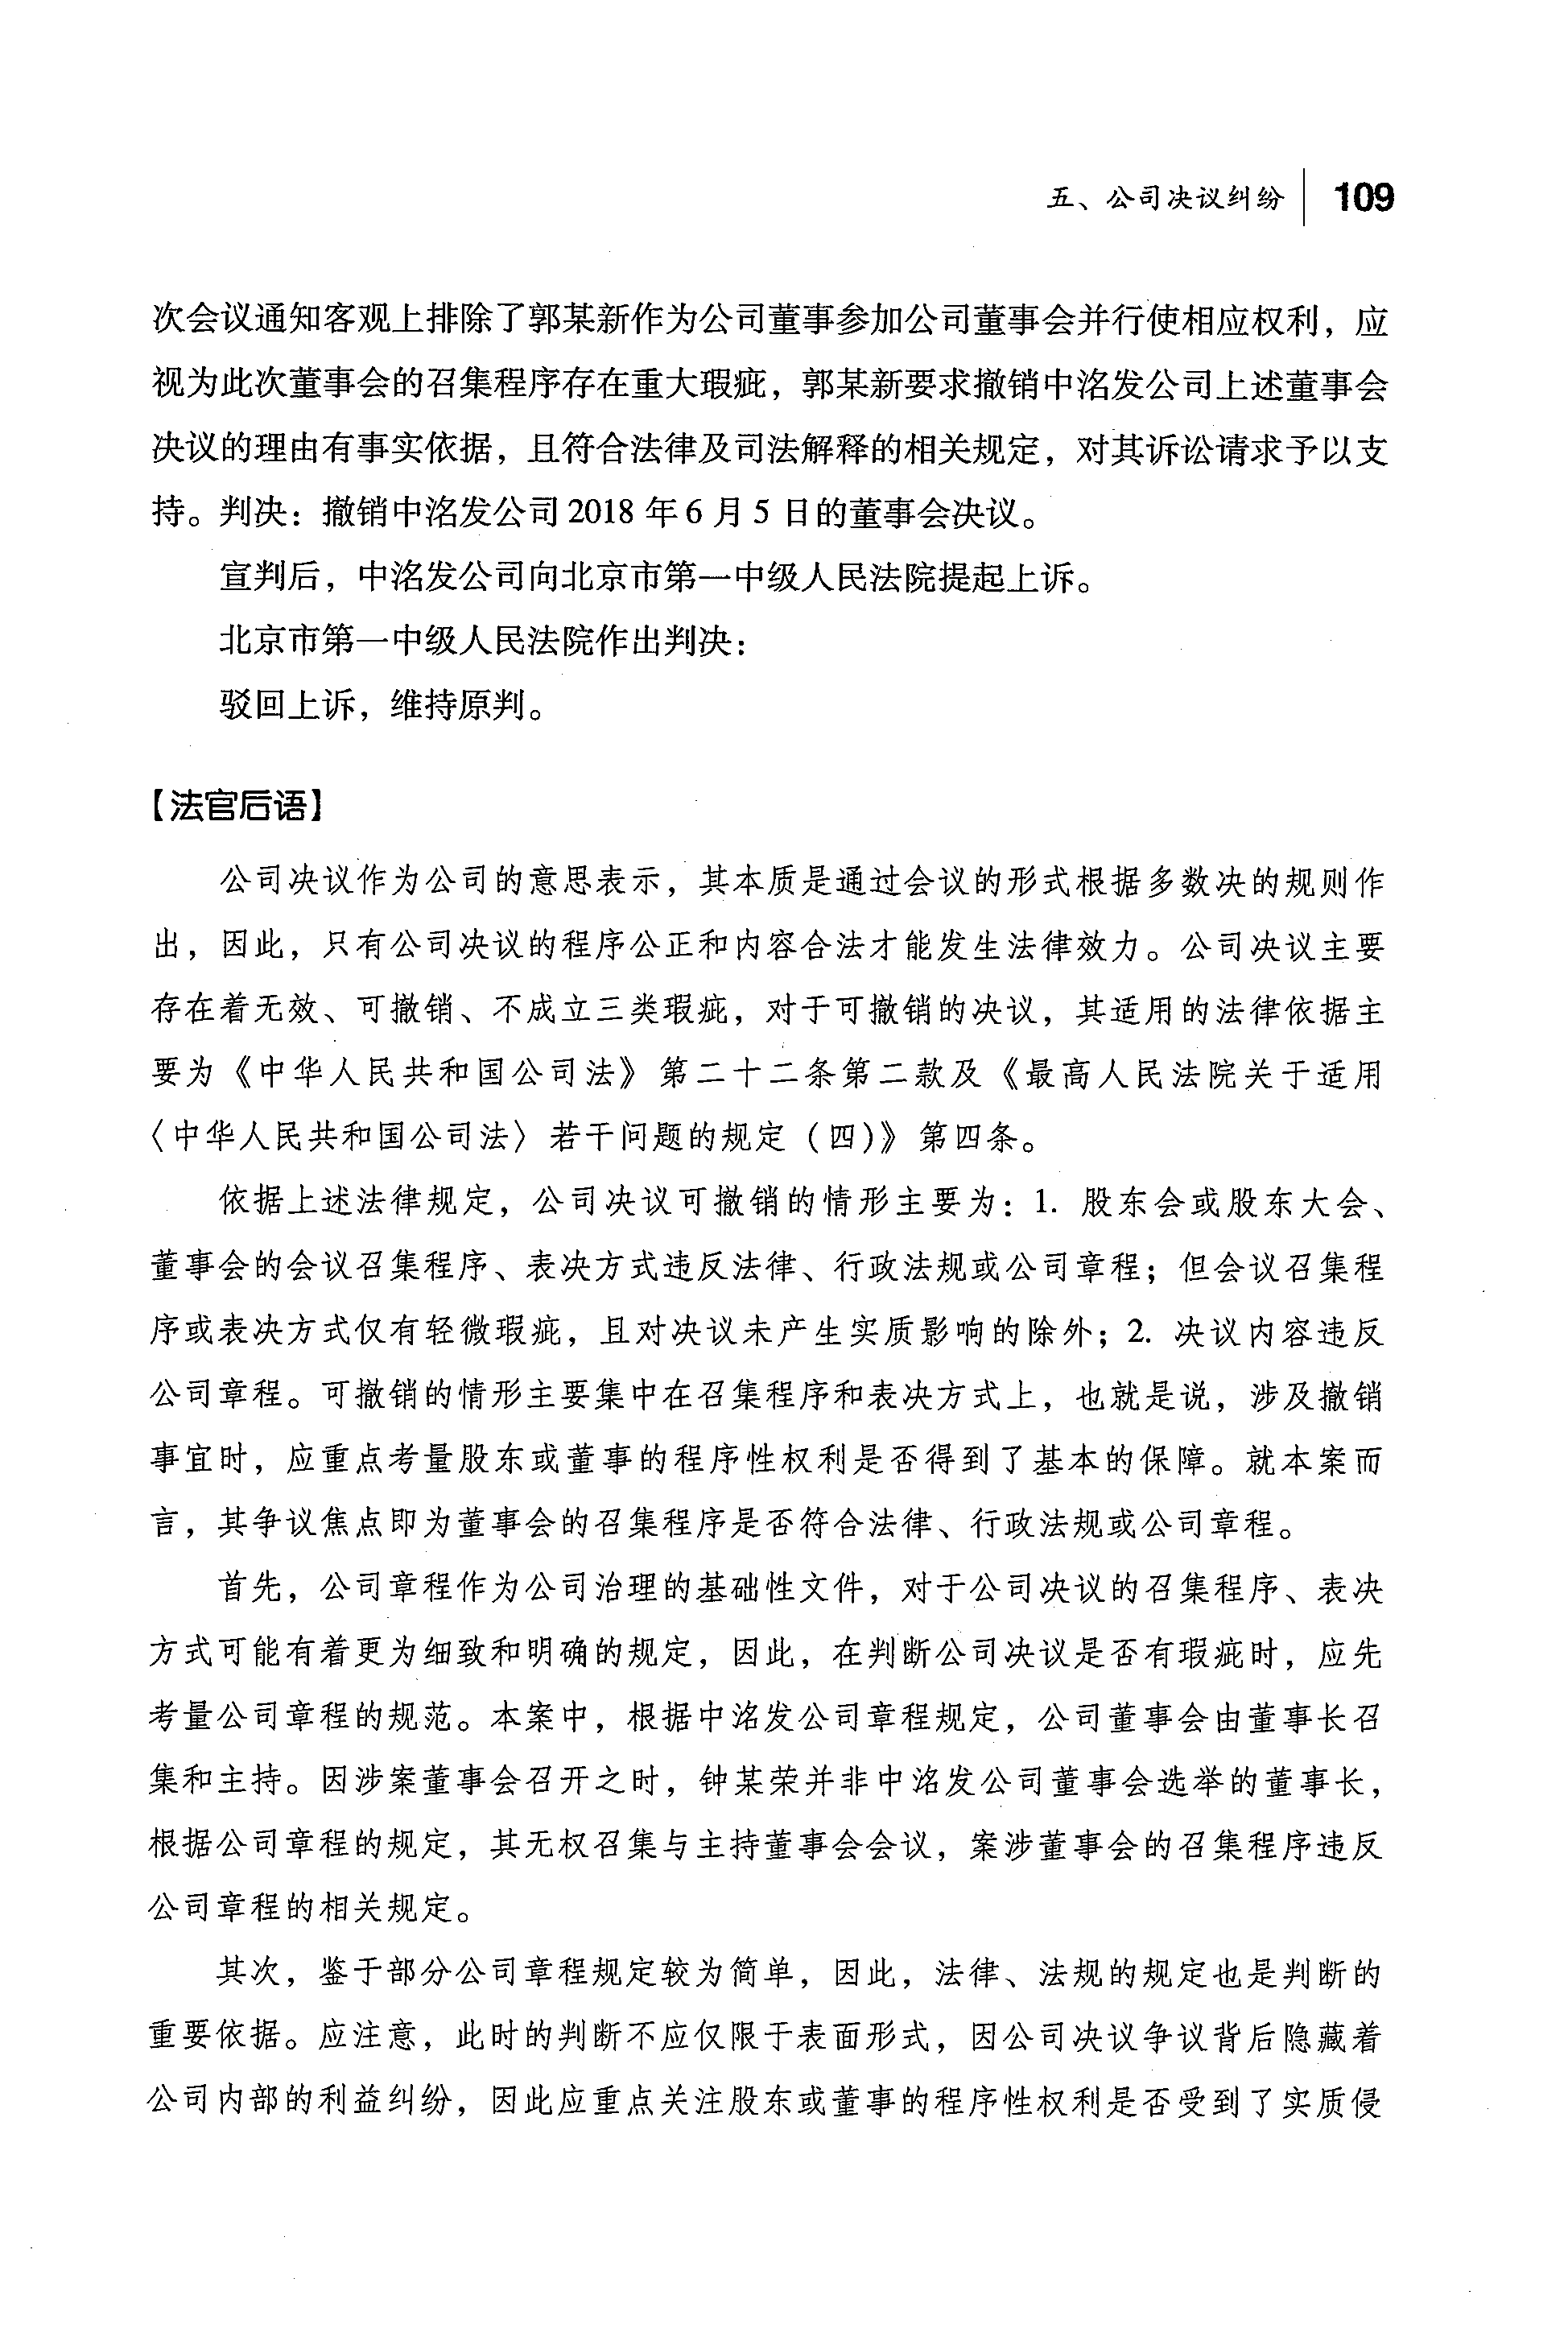 五、公司决议纠纷 109
次会议通知客观上排除了郭某新作为公司董事参加公司董事会并行使相应权利，应
视为此次董事会的召集程序存在重大瑕疵，郭某新要求撤销中洺发公司上述董事会
决议的理由有事实依据，且符合法律及司法解释的相关规定，对其诉讼请求予以支
持。判决：撤销中洺发公司2018年6月5日的董事会决议。
宣判后，中洺发公司向北京市第一中级人民法院提起上诉。
北京市第一中级人民法院作出判决：
驳回上诉，维持原判。
【法官后语】
公司决议作为公司的意思表示，其本质是通过会议的形式根据多数决的规则作
出，因此，只有公司决议的程序公正和内容合法才能发生法律效力。公司决议主要
存在着无效、可撤销、不成立三类瑕疵，对于可撤销的决议，其适用的法律依据主
要为《中华人民共和国公司法》第二十二条第二款及《最高人民法院关于适用
〈中华人民共和国公司法〉若干问题的规定（四）》第四条。
依据上述法律规定，公司决议可撤销的情形主要为：1. 股东会或股东大会、
董事会的会议召集程序、表决方式违反法律、行政法规或公司章程；但会议召集程
序或表决方式仅有轻微瑕疵，且对决议未产生实质影响的除外；2. 决议内容违反
公司章程。可撤销的情形主要集中在召集程序和表决方式上，也就是说，涉及撤销
事宜时，应重点考量股东或董事的程序性权利是否得到了基本的保障。就本案而
言，其争议焦点即为董事会的召集程序是否符合法律、行政法规或公司章程。
首先，公司章程作为公司治理的基础性文件，对于公司决议的召集程序、表决
方式可能有着更为细致和明确的规定，因此，在判断公司决议是否有瑕疵时，应先
考量公司章程的规范。本案中，根据中洺发公司章程规定，公司董事会由董事长召
集和主持。因涉案董事会召开之时，钟某荣并非中洺发公司董事会选举的董事长，
根据公司章程的规定，其无权召集与主持董事会会议，案涉董事会的召集程序违反
公司章程的相关规定。
其次，鉴于部分公司章程规定较为简单，因此，法律、法规的规定也是判断的
重要依据。应注意，此时的判断不应仅限于表面形式，因公司决议争议背后隐藏着
公司内部的利益纠纷，因此应重点关注股东或董事的程序性权利是否受到了实质侵